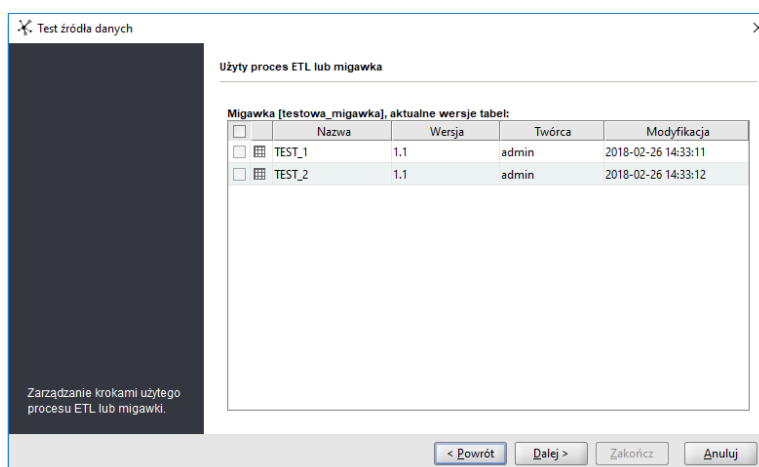 Test źródła danych
Użyty proces ETL lub migawka
Migawka [testowa_migawka], aktualne wersje tabel:
Nazwa Wersja Twórca Modyfikacja
TEST_1 1.1 admin 2018-02-26 14:33:11
TEST_2 1.1 admin 2018-02-26 14:33:12
Zarządzanie krokami użytego
procesu ETL lub migawki.
< Powrót Dalej > Zakończ Anuluj